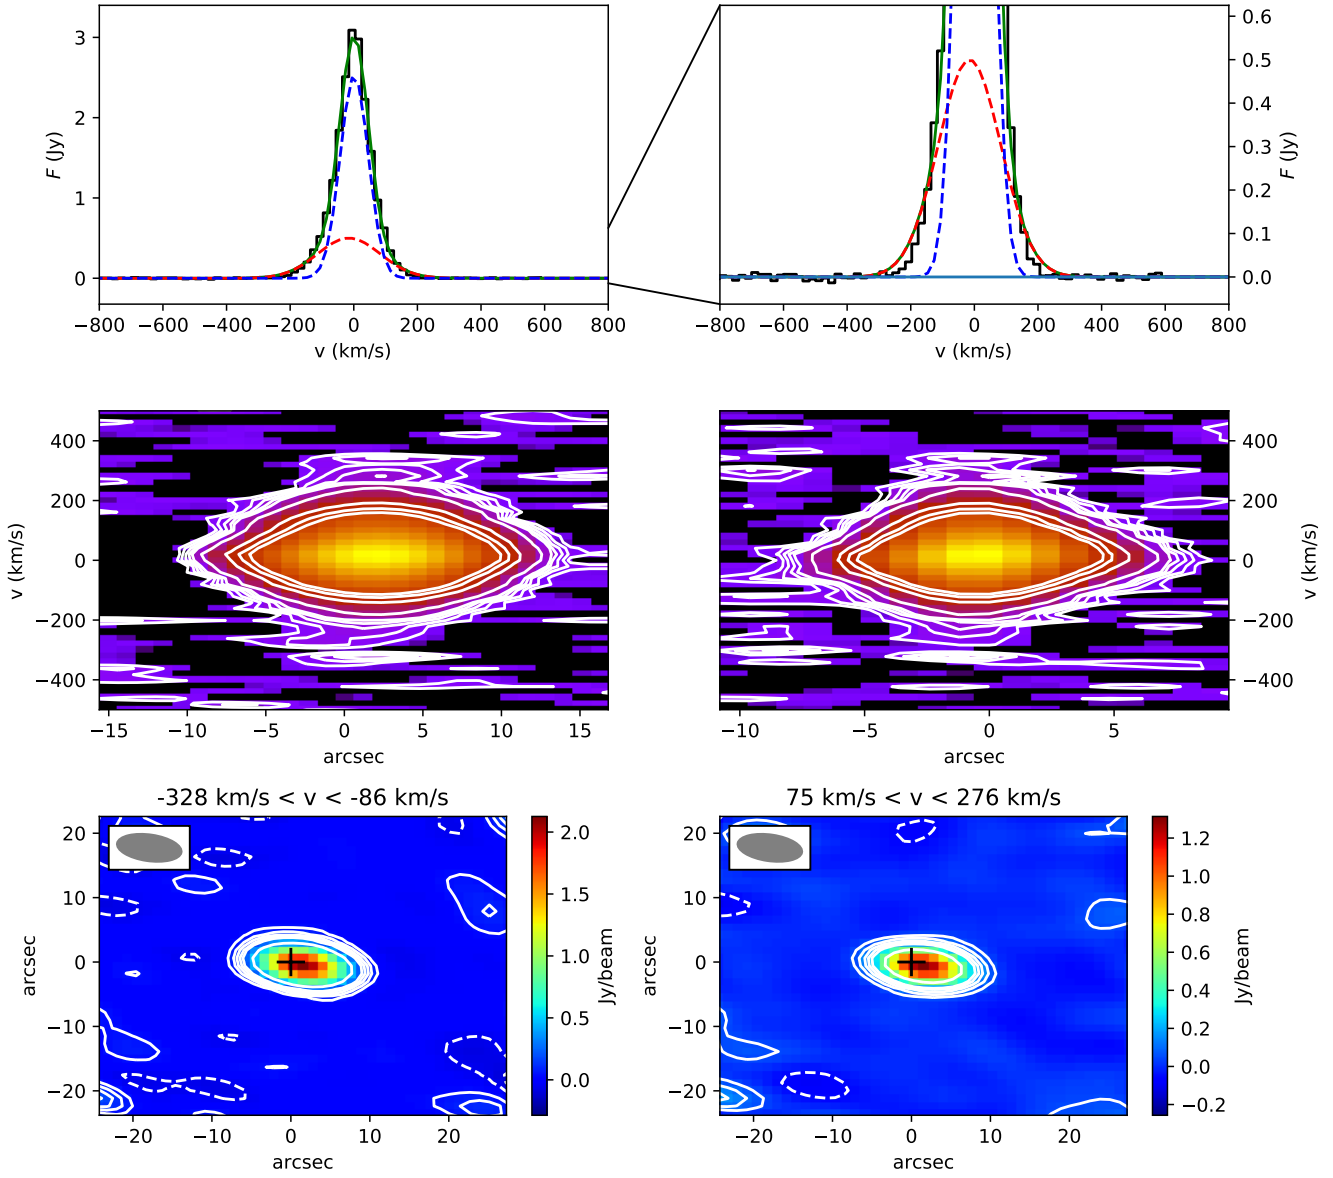 3
2
1
0
F (Jy)
−800 −600 −400 −200 0 200 400 600 800
v (km/s)
0.6
0.5
0.4
0.3
0.2
0.1
0.0
F (Jy)
−800 −600 −400 −200 0 200 400 600 800
v (km/s)
400
200
0
−200
−400
v (km/s)
−15 −10 −5 0 5 10 15
arcsec
400
200
0
−200
−400
v (km/s)
−10 −5 0 5
arcsec
-328 km/s < v < -86 km/s
20
10
0
−10
−20
arcsec
−20 −10 0 10 20
arcsec
2.0
1.5
1.0
0.5
0.0
Jy/beam
75 km/s < v < 276 km/s
20
10
0
−10
−20
arcsec
−20 −10 0 10 20
arcsec
1.2
1.0
0.8
0.6
0.4
0.2
0.0
−0.2
Jy/beam